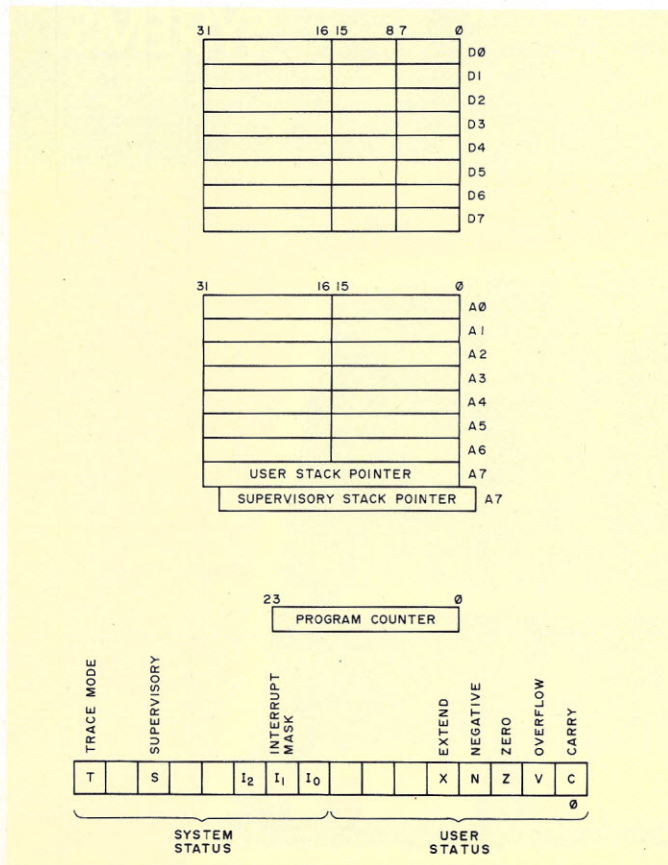 31 16 15 8 7 Ø
DØ
D1
D2
D3
D4
D5
D6
D7
31 16 15 Ø
AØ
A1
A2
A3
A4
A5
A6
USER STACK POINTER A7
SUPERVISORY STACK POINTER A7
23 Ø
PROGRAM COUNTER
TRACE MODE
SUPERVISORY
INTERRUPT
MASK
EXTEND
NEGATIVE
ZERO
OVERFLOW
CARRY
T S I2 I1 I0 X N Z V C
Ø
SYSTEM
STATUS
USER
STATUS